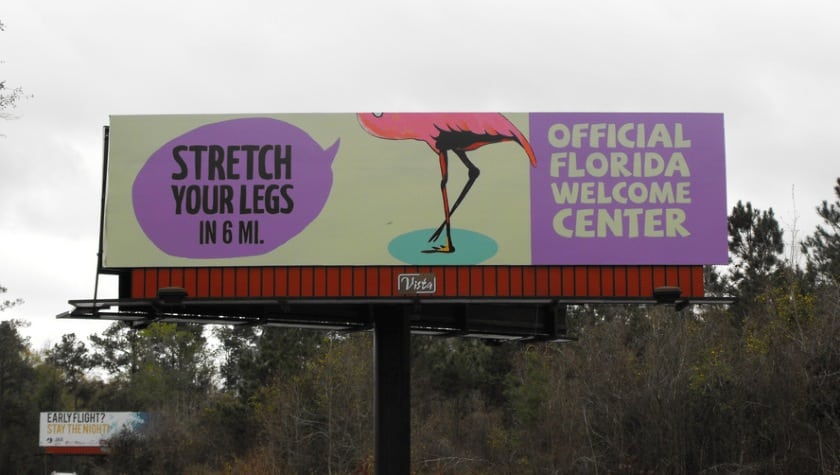 STRETCH
YOUR LEGS
IN 6 MI.
OFFICIAL
FLORIDA
WELCOME
CENTER
Vista
EARLY FLIGHT?
STAY THE NIGHT!